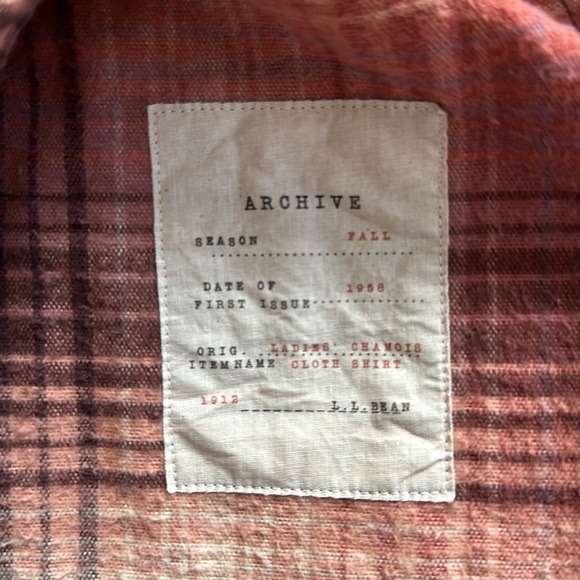 ARCHIVE
SEASON FALL
DATE OF 1958
FIRST ISSUE
ORIG. LADIES' CHAMOIS
ITEM NAME CLOTH SHIRT
1912 L.L.BEAN